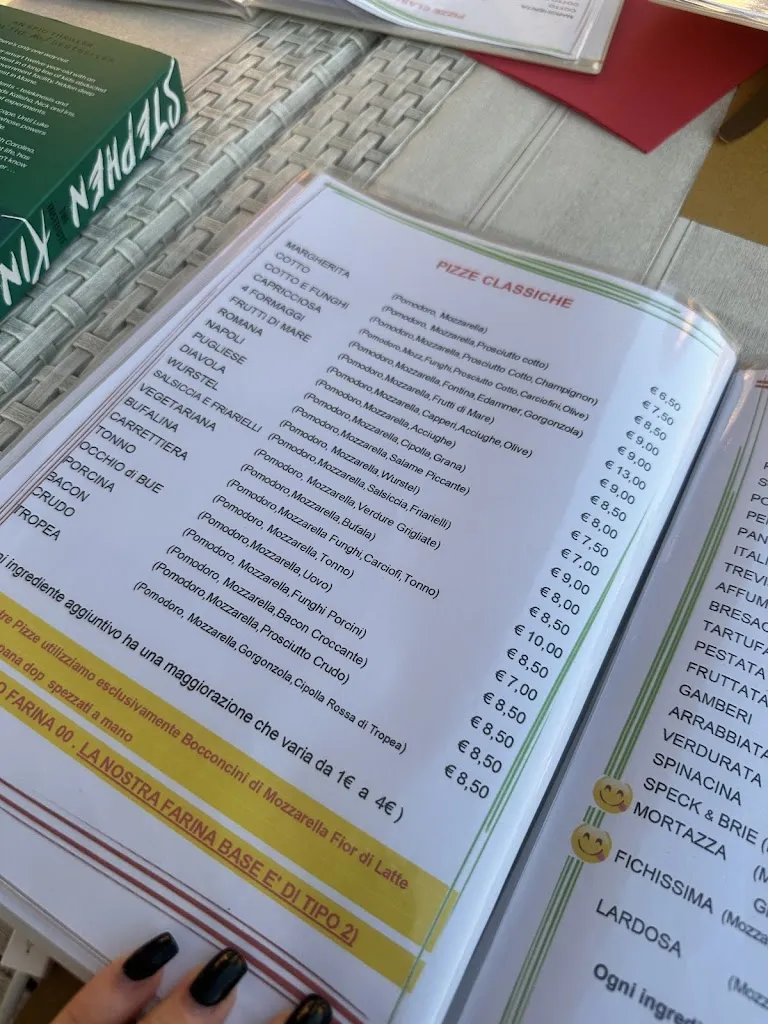 AN EPIC THRILLER
STEPHEN KIN
PIZZE CLASSICHE
MARGHERITA (Pomodoro, Mozzarella) € 6,50
COTTO (Pomodoro, Mozzarella,Prosciutto cotto) € 7,50
COTTO E FUNGHI (Pomodoro,Mozzarella,Prosciutto Cotto,Champignon) € 8,50
CAPRICCIOSA (Pomodoro,Mozz,Funghi,Prosciutto Cotto,Carciofini,Olive) € 9,00
4 FORMAGGI (Pomodoro,Mozzarella,Fontina,Edammer,Gorgonzola) € 9,00
FRUTTI DI MARE (Pomodoro,Mozzarella,Frutti di Mare) € 13,00
ROMANA (Pomodoro,Mozzarella,Capperi,Acciughe,Olive) € 9,00
NAPOLI (Pomodoro,Mozzarella,Acciughe) € 8,50
PUGLIESE (Pomodoro,Mozzarella,Cipolla,Grana) € 8,00
DIAVOLA (Pomodoro,Mozzarella,Salame Piccante) € 7,50
WURSTEL (Pomodoro,Mozzarella,Wurstel) € 7,00
SALSICCIA E FRIARIELLI (Pomodoro,Mozzarella,Salsiccia,Friarielli) € 9,00
VEGETARIANA (Pomodoro, Mozzarella,Verdure Grigliate) € 8,00
BUFALINA (Pomodoro,Mozzarella,Bufala) € 8,50
CARRETTIERA (Pomodoro,Mozzarella Funghi,Carciofi,Tonno) € 10,00
TONNO (Pomodoro, Mozzarella,Tonno) € 8,50
OCCHIO di BUE (Pomodoro,Mozzarella,Uovo) € 7,00
PORCINA (Pomodoro, Mozzarella,Funghi Porcini) € 8,50
BACON (Pomodoro, Mozzarella,Bacon Croccante) € 8,50
CRUDO (Pomodoro,Mozzarella,Prosciutto Crudo) € 8,50
TROPEA (Pomodoro, Mozzarella,Gorgonzola,Cipolla Rossa di Tropea) € 8,50
ingrediente aggiuntivo ha una maggiorazione che varia da 1€ a 4€ )
tre Pizze utilizziamo esclusivamente Bocconcini di Mozzarella Fior di Latte
pana dop spezzati a mano
O FARINA 00 . LA NOSTRA FARINA BASE E' DI TIPO 2)
ITALI
TREVI
AFFUM
BRESAO
TARTUFA
PESTATA
FRUTTATA
GAMBERI
ARRABBIATA
VERDURATA
SPINACINA
SPECK & BRIE (
MORTAZZA (M
FICHISSIMA (Mozza
LARDOSA (Moz
Ogni ingred